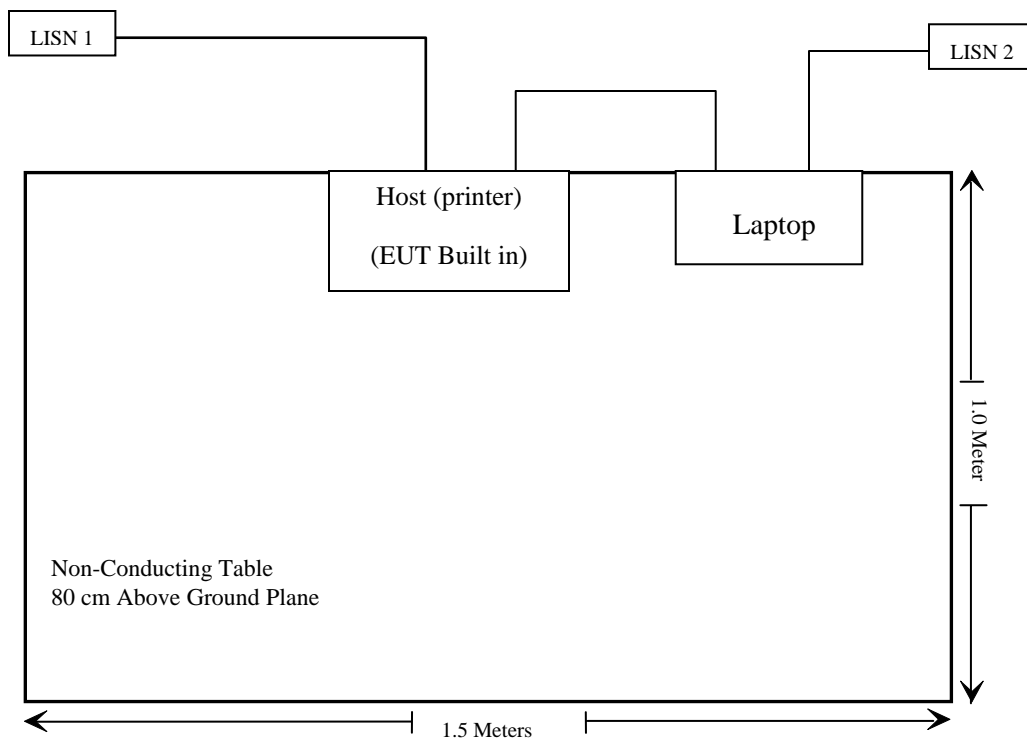 LISN 1
LISN 2
Host (printer)
(EUT Built in)
Laptop
1.0 Meter
Non-Conducting Table
80 cm Above Ground Plane
1.5 Meters